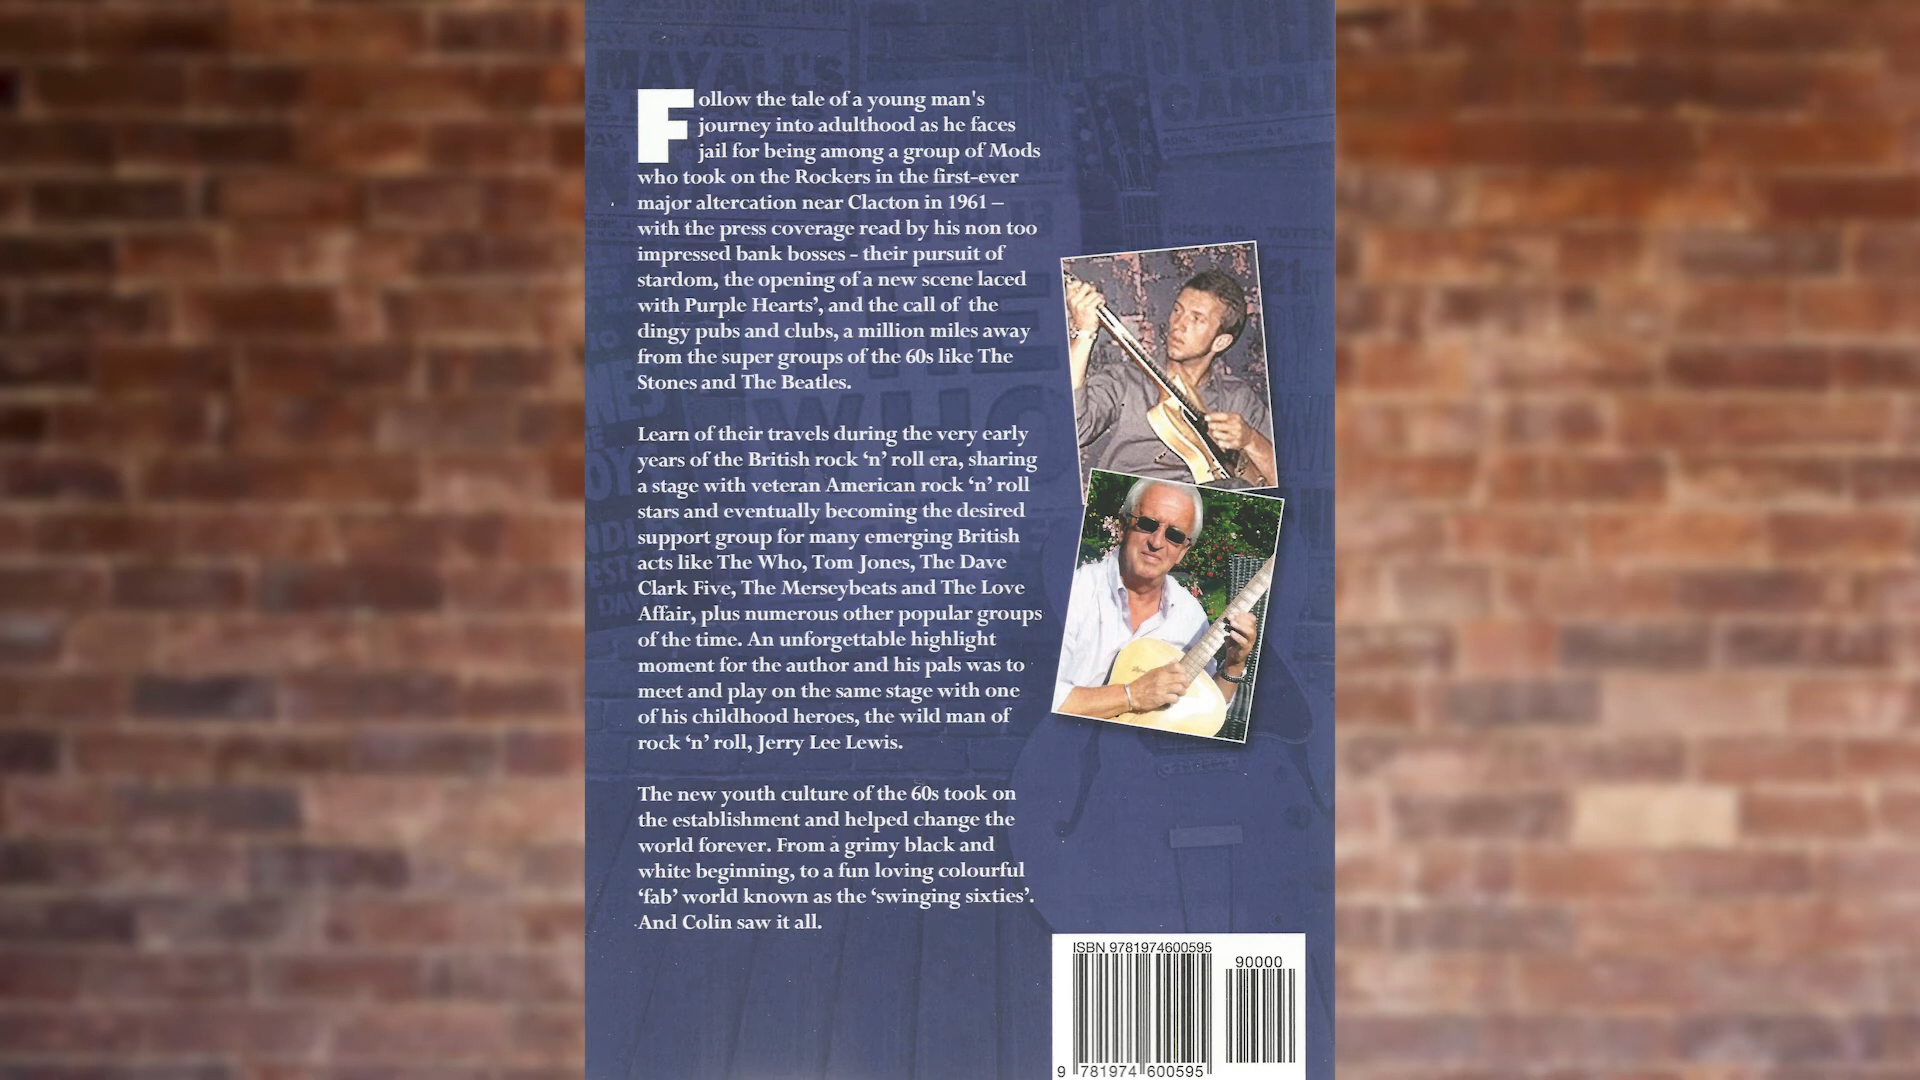 Follow the tale of a young man's
journey into adulthood as he faces
jail for being among a group of Mods
who took on the Rockers in the first-ever
major altercation near Clacton in 1961 –
with the press coverage read by his non too
impressed bank bosses - their pursuit of
stardom, the opening of a new scene laced
with Purple Hearts’, and the call of the
dingy pubs and clubs, a million miles away
from the super groups of the 60s like The
Stones and The Beatles.
Learn of their travels during the very early
years of the British rock ‘n’ roll era, sharing
a stage with veteran American rock ‘n’ roll
stars and eventually becoming the desired
support group for many emerging British
acts like The Who, Tom Jones, The Dave
Clark Five, The Merseybeats and The Love
Affair, plus numerous other popular groups
of the time. An unforgettable highlight
moment for the author and his pals was to
meet and play on the same stage with one
of his childhood heroes, the wild man of
rock ‘n’ roll, Jerry Lee Lewis.
The new youth culture of the 60s took on
the establishment and helped change the
world forever. From a grimy black and
white beginning, to a fun loving colourful
‘fab’ world known as the ‘swinging sixties’.
And Colin saw it all.
MAYALL'S
THE
WHO
HIGH RD. TOTTEN
ISBN 9781974600595
90000
9 781974 600595